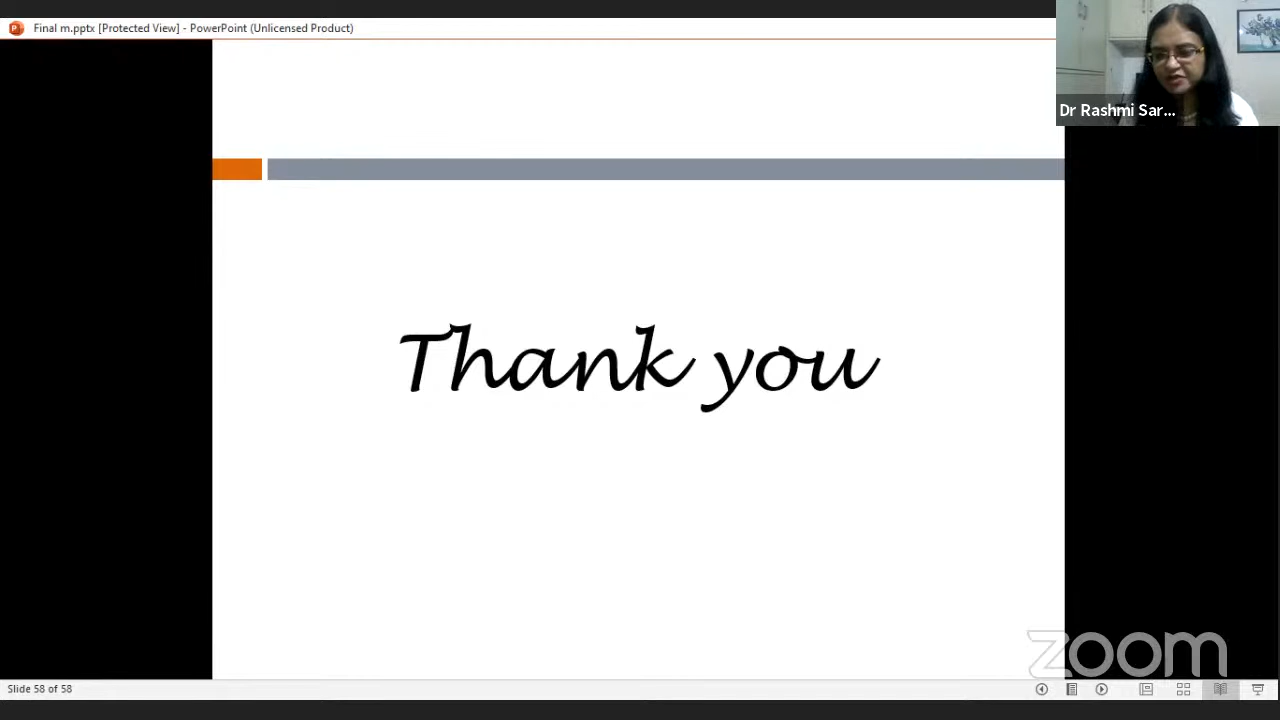 Final m.pptx [Protected View] - PowerPoint (Unlicensed Product)
Dr Rashmi Sar...
Thank you
zoom
Slide 58 of 58